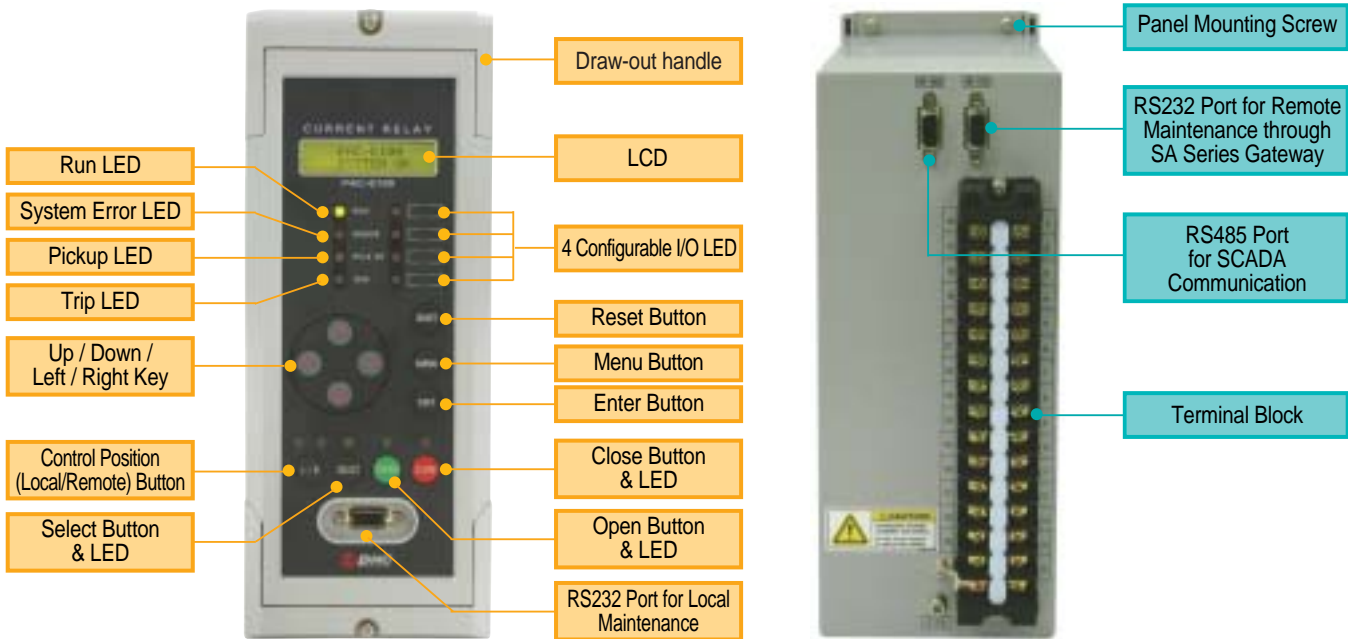 Draw-out handle
CURRENT RELAY
LCD
Run LED
System Error LED
Pickup LED
Trip LED
4 Configurable I/O LED
Up / Down /
Left / Right Key
Reset Button
Menu Button
Enter Button
Control Position
(Local/Remote) Button
Select Button
& LED
Close Button
& LED
Open Button
& LED
RS232 Port for Local
Maintenance
Panel Mounting Screw
RS232 Port for Remote
Maintenance through
SA Series Gateway
RS485 Port
for SCADA
Communication
Terminal Block